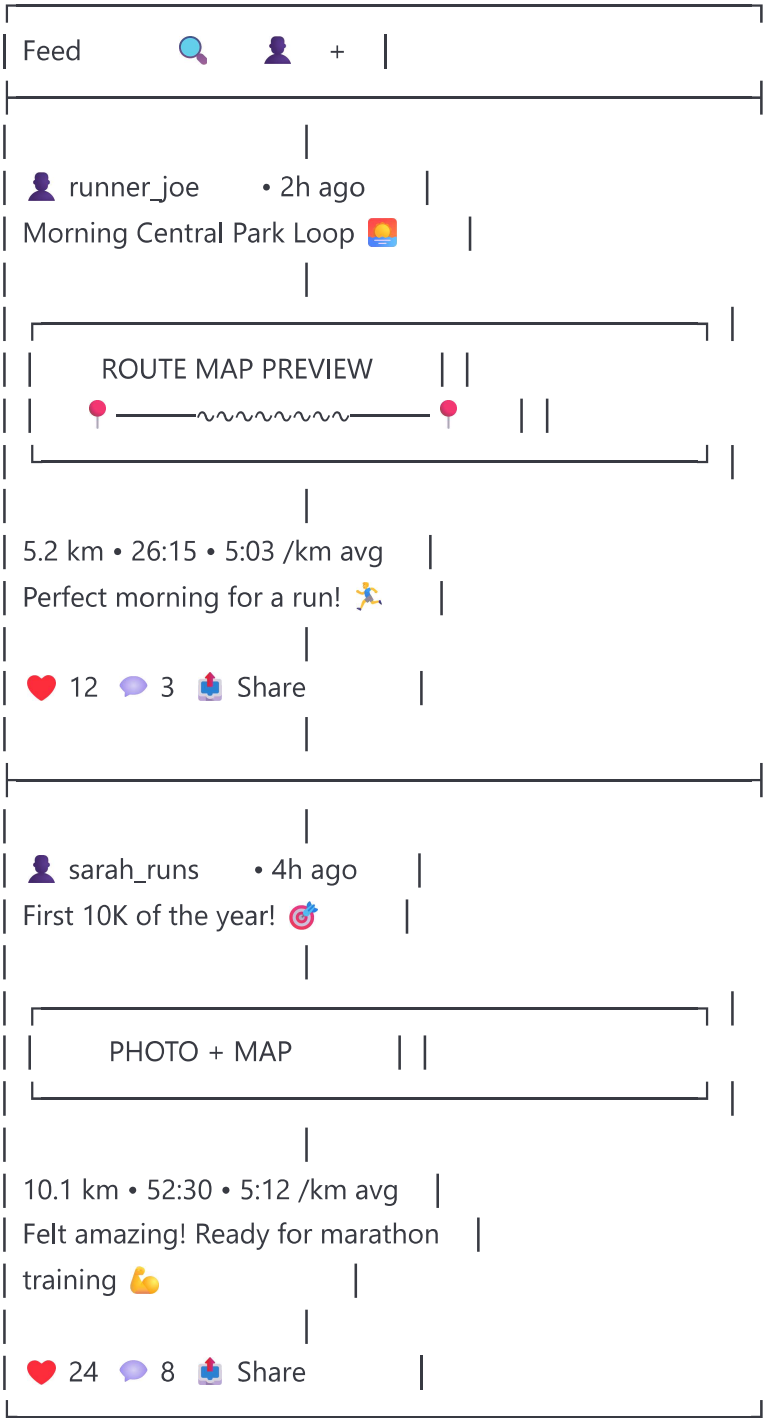 Feed 🔍 👤 +
👤 runner_joe • 2h ago
Morning Central Park Loop 🌅
ROUTE MAP PREVIEW
📍 ────∿∿∿∿∿∿∿∿──── 📍
5.2 km • 26:15 • 5:03 /km avg
Perfect morning for a run! 🏃
❤️ 12 💬 3 📤 Share
👤 sarah_runs • 4h ago
First 10K of the year! 🎯
PHOTO + MAP
10.1 km • 52:30 • 5:12 /km avg
Felt amazing! Ready for marathon
training 💪
❤️ 24 💬 8 📤 Share